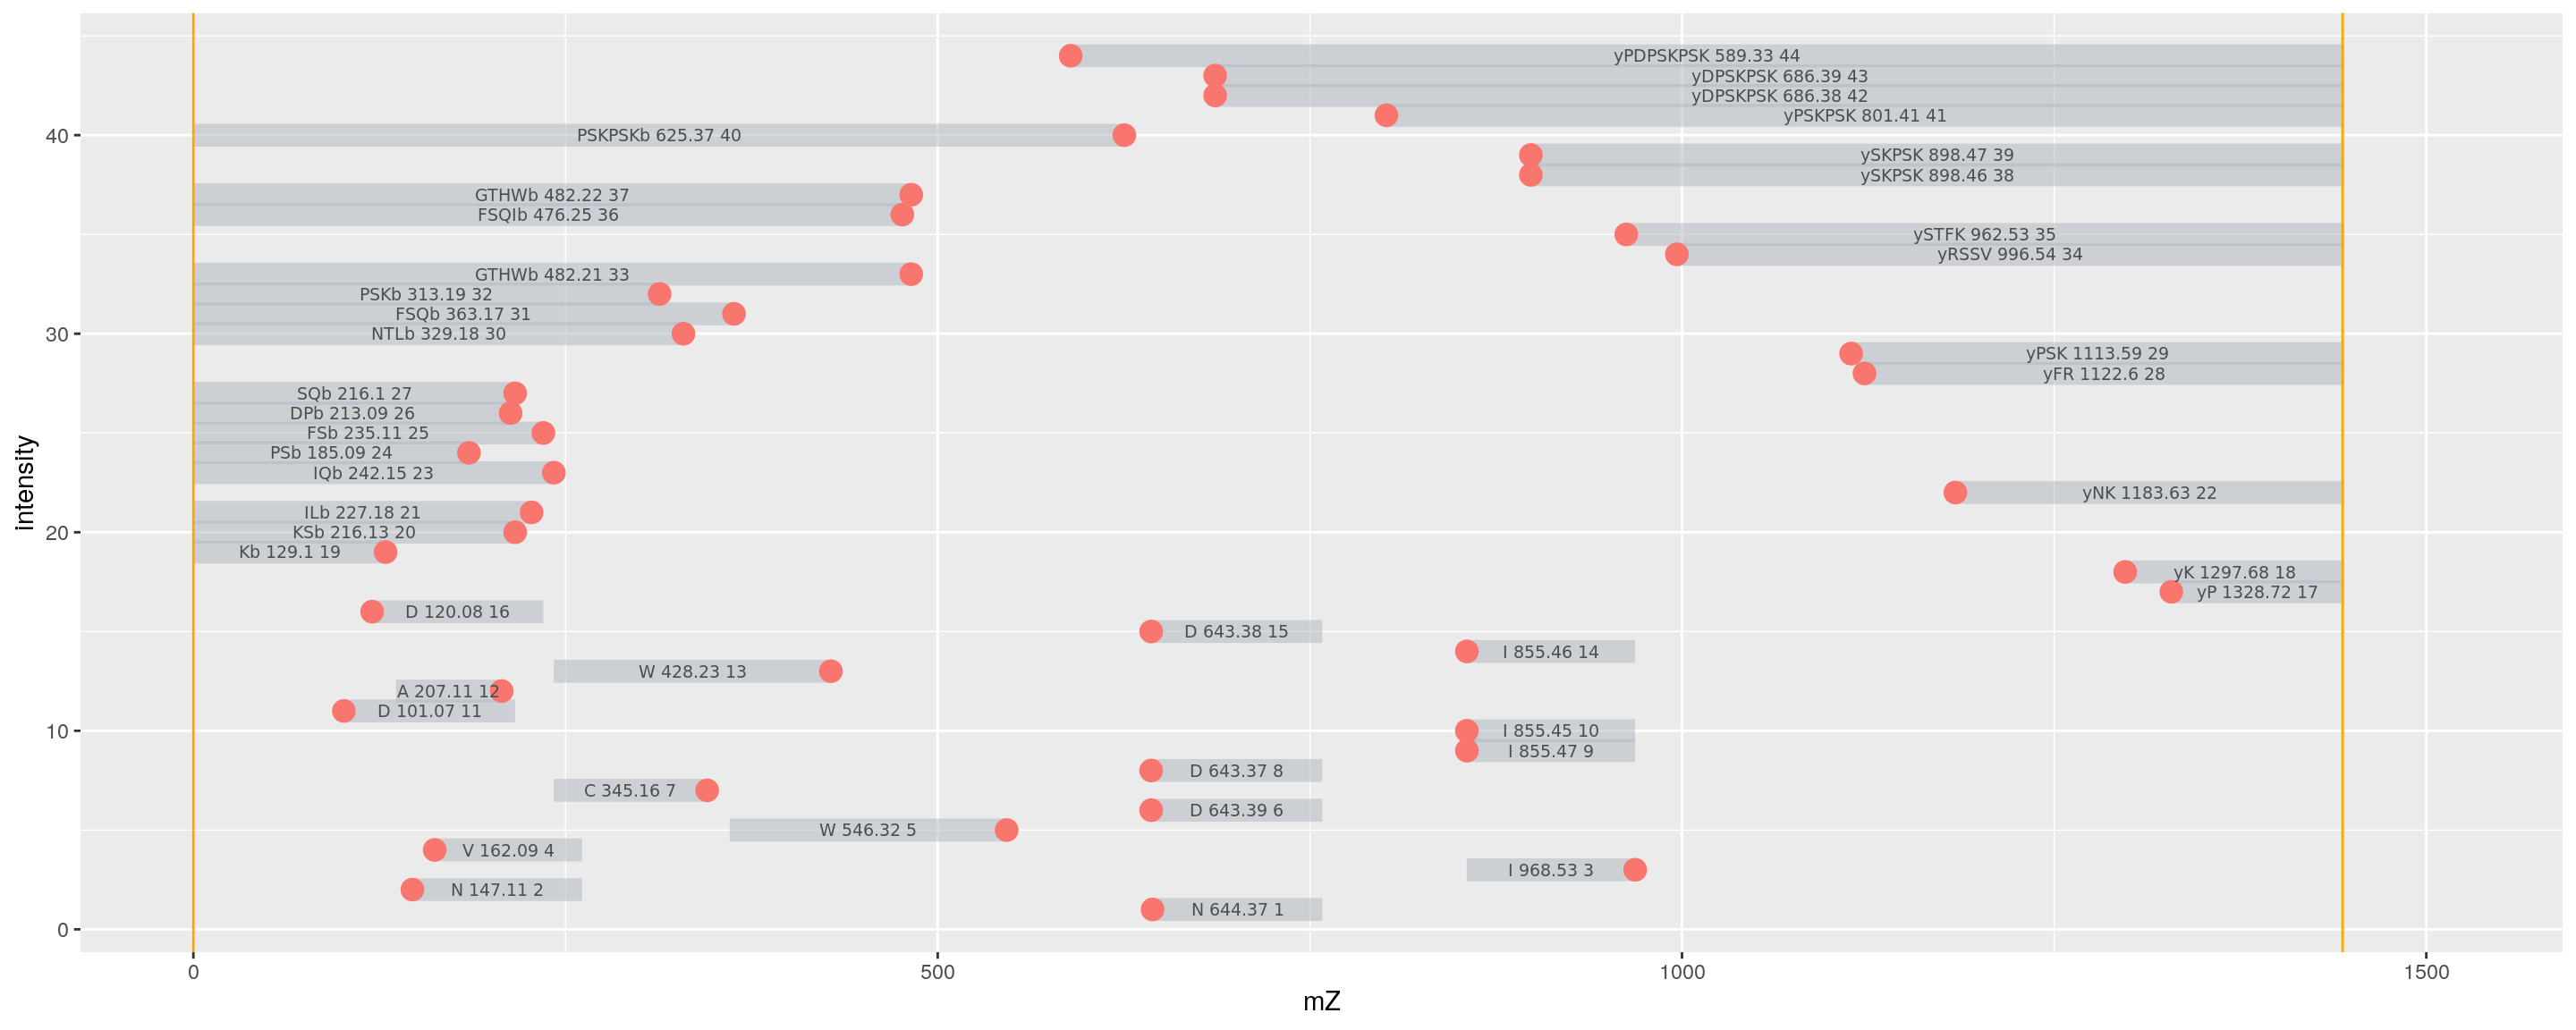 yPDPSKPSK 589.33 44
yDPSKPSK 686.39 43
yDPSKPSK 686.38 42
yPSKPSK 801.41 41
40
PSKPSKb 625.37 40
ySKPSK 898.47 39
ySKPSK 898.46 38
GTHWb 482.22 37
FSQIb 476.25 36
ySTFK 962.53 35
yRSSV 996.54 34
GTHWb 482.21 33
PSKb 313.19 32
FSQb 363.17 31
30
NTLb 329.18 30
yPSK 1113.59 29
yFR 1122.6 28
SQb 216.1 27
DPb 213.09 26
FSb 235.11 25
PSb 185.09 24
IQb 242.15 23
intensity
yNK 1183.63 22
ILb 227.18 21
20
KSb 216.13 20
Kb 129.1 19
yK 1297.68 18
yP 1328.72 17
D 120.08 16
D 643.38 15
I 855.46 14
W 428.23 13
A 207.11 12
D 101.07 11
10
I 855.45 10
I 855.47 9
D 643.37 8
C 345.16 7
D 643.39 6
W 546.32 5
V 162.09 4
I 968.53 3
N 147.11 2
N 644.37 1
0
0 500 1000 1500
mZ